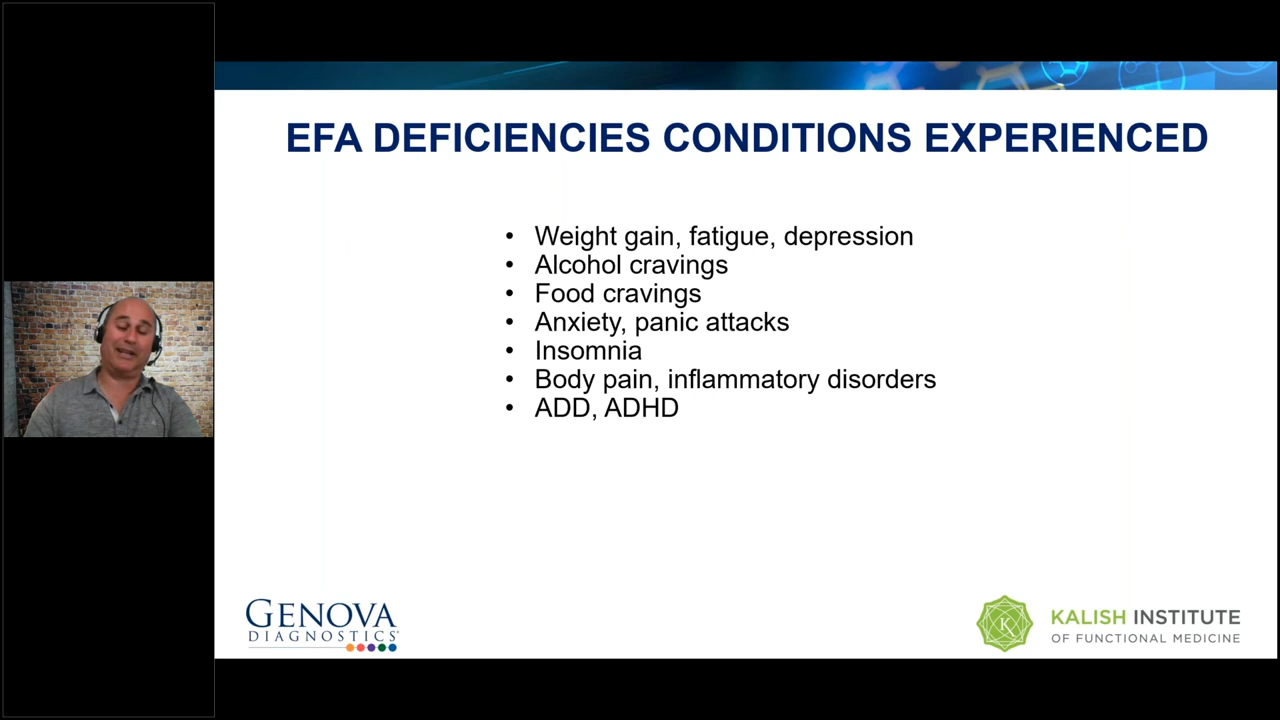 EFA DEFICIENCIES CONDITIONS EXPERIENCED
• Weight gain, fatigue, depression
• Alcohol cravings
• Food cravings
• Anxiety, panic attacks
• Insomnia
• Body pain, inflammatory disorders
• ADD, ADHD
GENOVA
DIAGNOSTICS
K
KALISH INSTITUTE
OF FUNCTIONAL MEDICINE